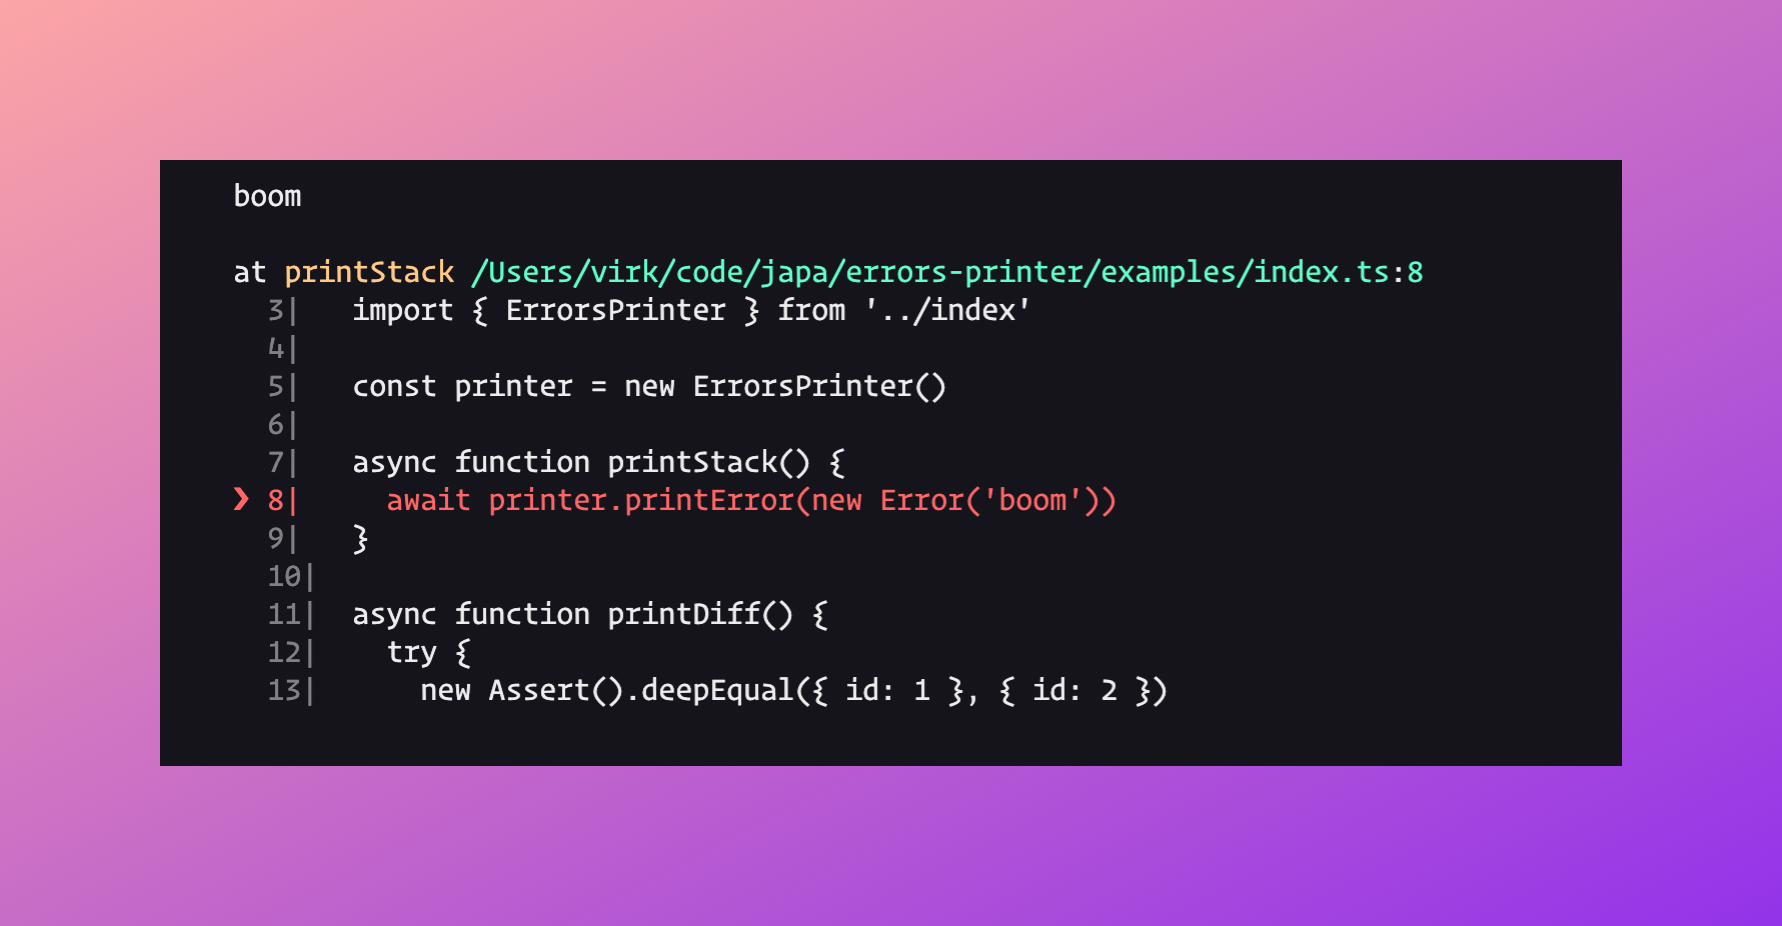 boom
at printStack /Users/virk/code/japa/errors-printer/examples/index.ts:8
3|   import { ErrorsPrinter } from '../index'
4|
5|   const printer = new ErrorsPrinter()
6|
7|   async function printStack() {
❯ 8|     await printer.printError(new Error('boom'))
9|   }
10|
11|  async function printDiff() {
12|    try {
13|      new Assert().deepEqual({ id: 1 }, { id: 2 })